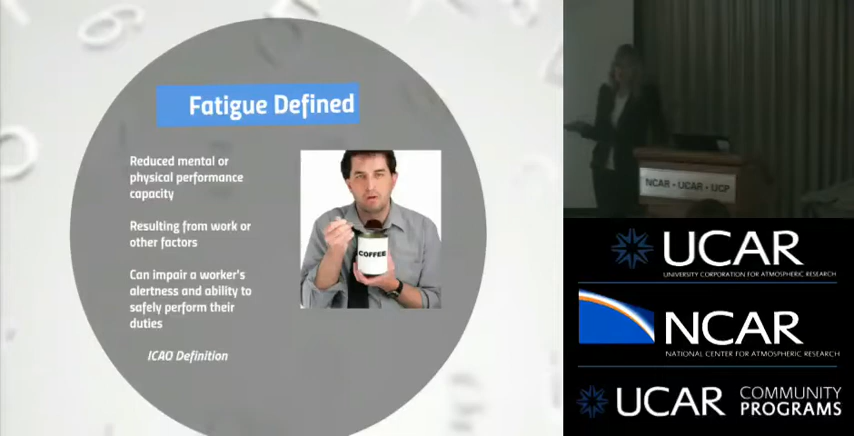 Fatigue Defined
Reduced mental or
physical performance
capacity
Resulting from work or
other factors
Can impair a worker's
alertness and ability to
safely perform their
duties
ICAO Definition
COFFEE
NCAR • UCAR • UCP
UCAR
UNIVERSITY CORPORATION FOR ATMOSPHERIC RESEARCH
NCAR
NATIONAL CENTER FOR ATMOSPHERIC RESEARCH
UCAR COMMUNITY
PROGRAMS